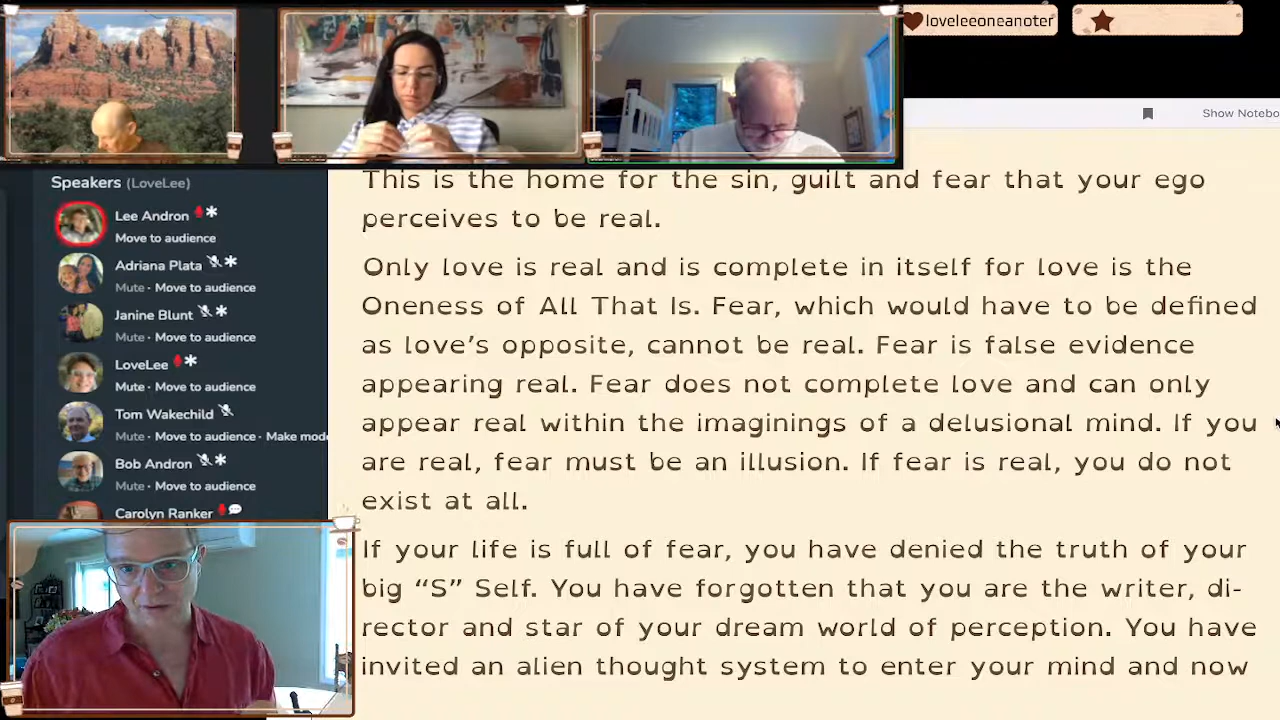 loveleeoneanoter
Show Notebo
Speakers (LoveLee)
Lee Andron
Move to audience
Adriana Plata
Mute · Move to audience
Janine Blunt
Mute · Move to audience
LoveLee
Mute · Move to audience
Tom Wakechild
Mute · Move to audience · Make mod
Bob Andron
Mute · Move to audience
Carolyn Ranker
This is the home for the sin, guilt and fear that your ego
perceives to be real.
Only love is real and is complete in itself for love is the
Oneness of All That Is. Fear, which would have to be defined
as love’s opposite, cannot be real. Fear is false evidence
appearing real. Fear does not complete love and can only
appear real within the imaginings of a delusional mind. If you
are real, fear must be an illusion. If fear is real, you do not
exist at all.
If your life is full of fear, you have denied the truth of your
big “S” Self. You have forgotten that you are the writer, di-
rector and star of your dream world of perception. You have
invited an alien thought system to enter your mind and now